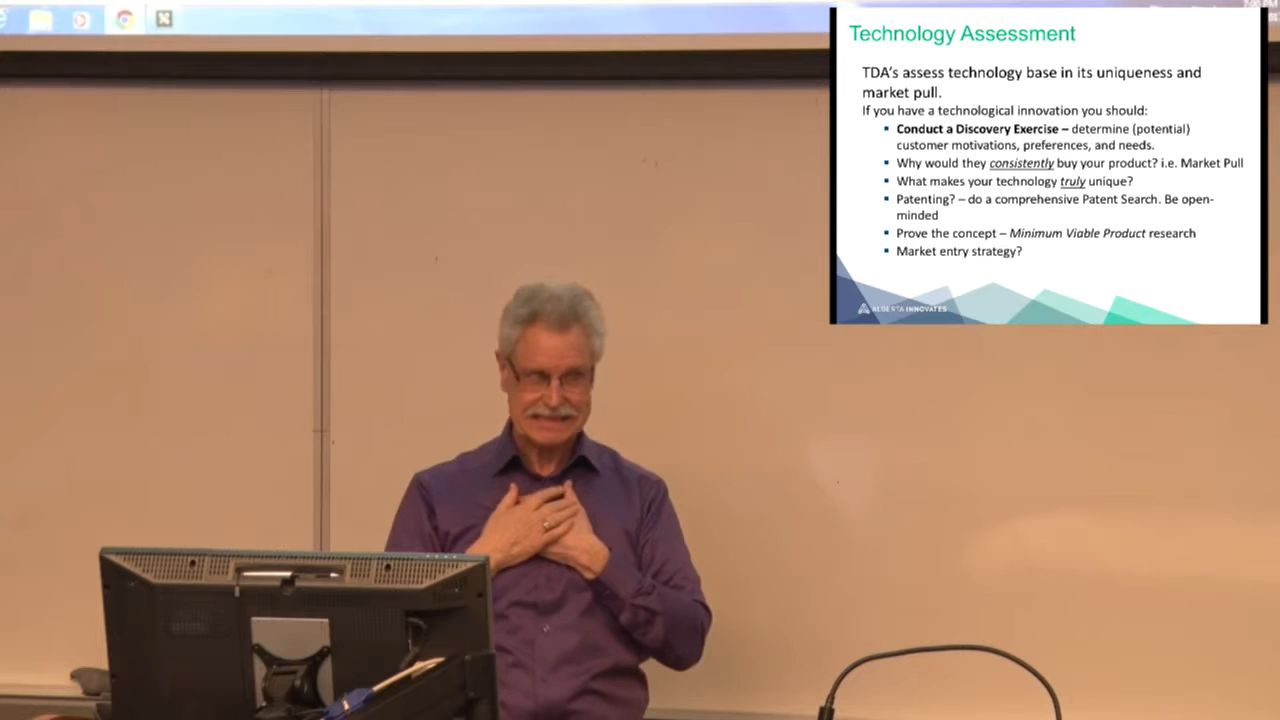 Technology Assessment
TDA's assess technology base in its uniqueness and
market pull.
If you have a technological innovation you should:
Conduct a Discovery Exercise – determine (potential)
customer motivations, preferences, and needs.
Why would they consistently buy your product? i.e. Market Pull
What makes your technology truly unique?
Patenting? – do a comprehensive Patent Search. Be open-
minded
Prove the concept – Minimum Viable Product research
Market entry strategy?
ALBERTA INNOVATES